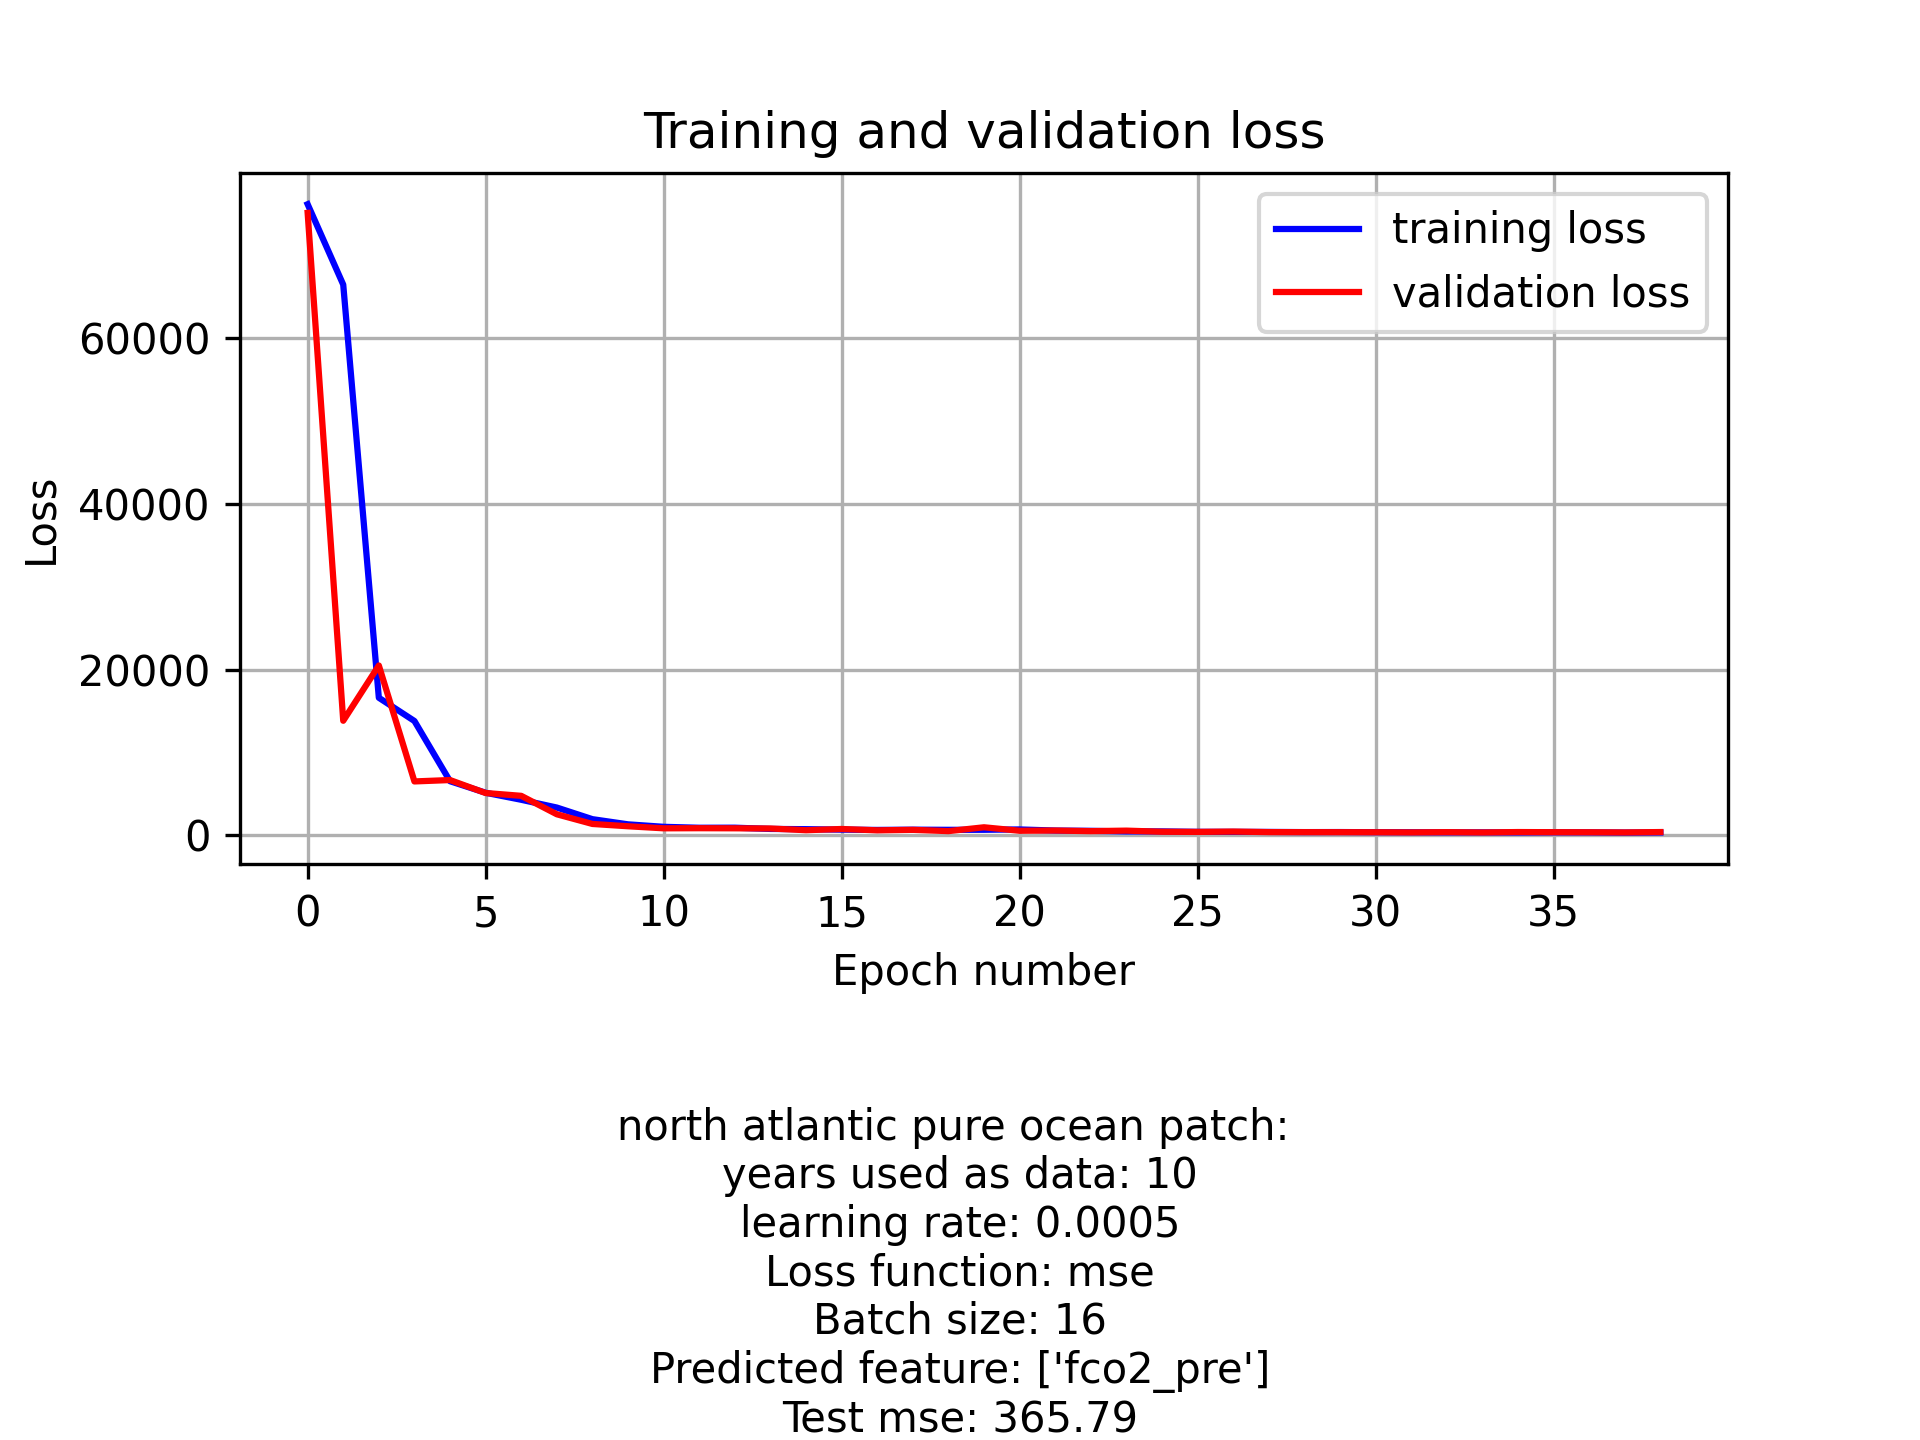 Training and validation loss
training loss
validation loss
60000
40000
20000
0
Loss
0 5 10 15 20 25 30 35
Epoch number
north atlantic pure ocean patch:
years used as data: 10
learning rate: 0.0005
Loss function: mse
Batch size: 16
Predicted feature: ['fco2_pre']
Test mse: 365.79